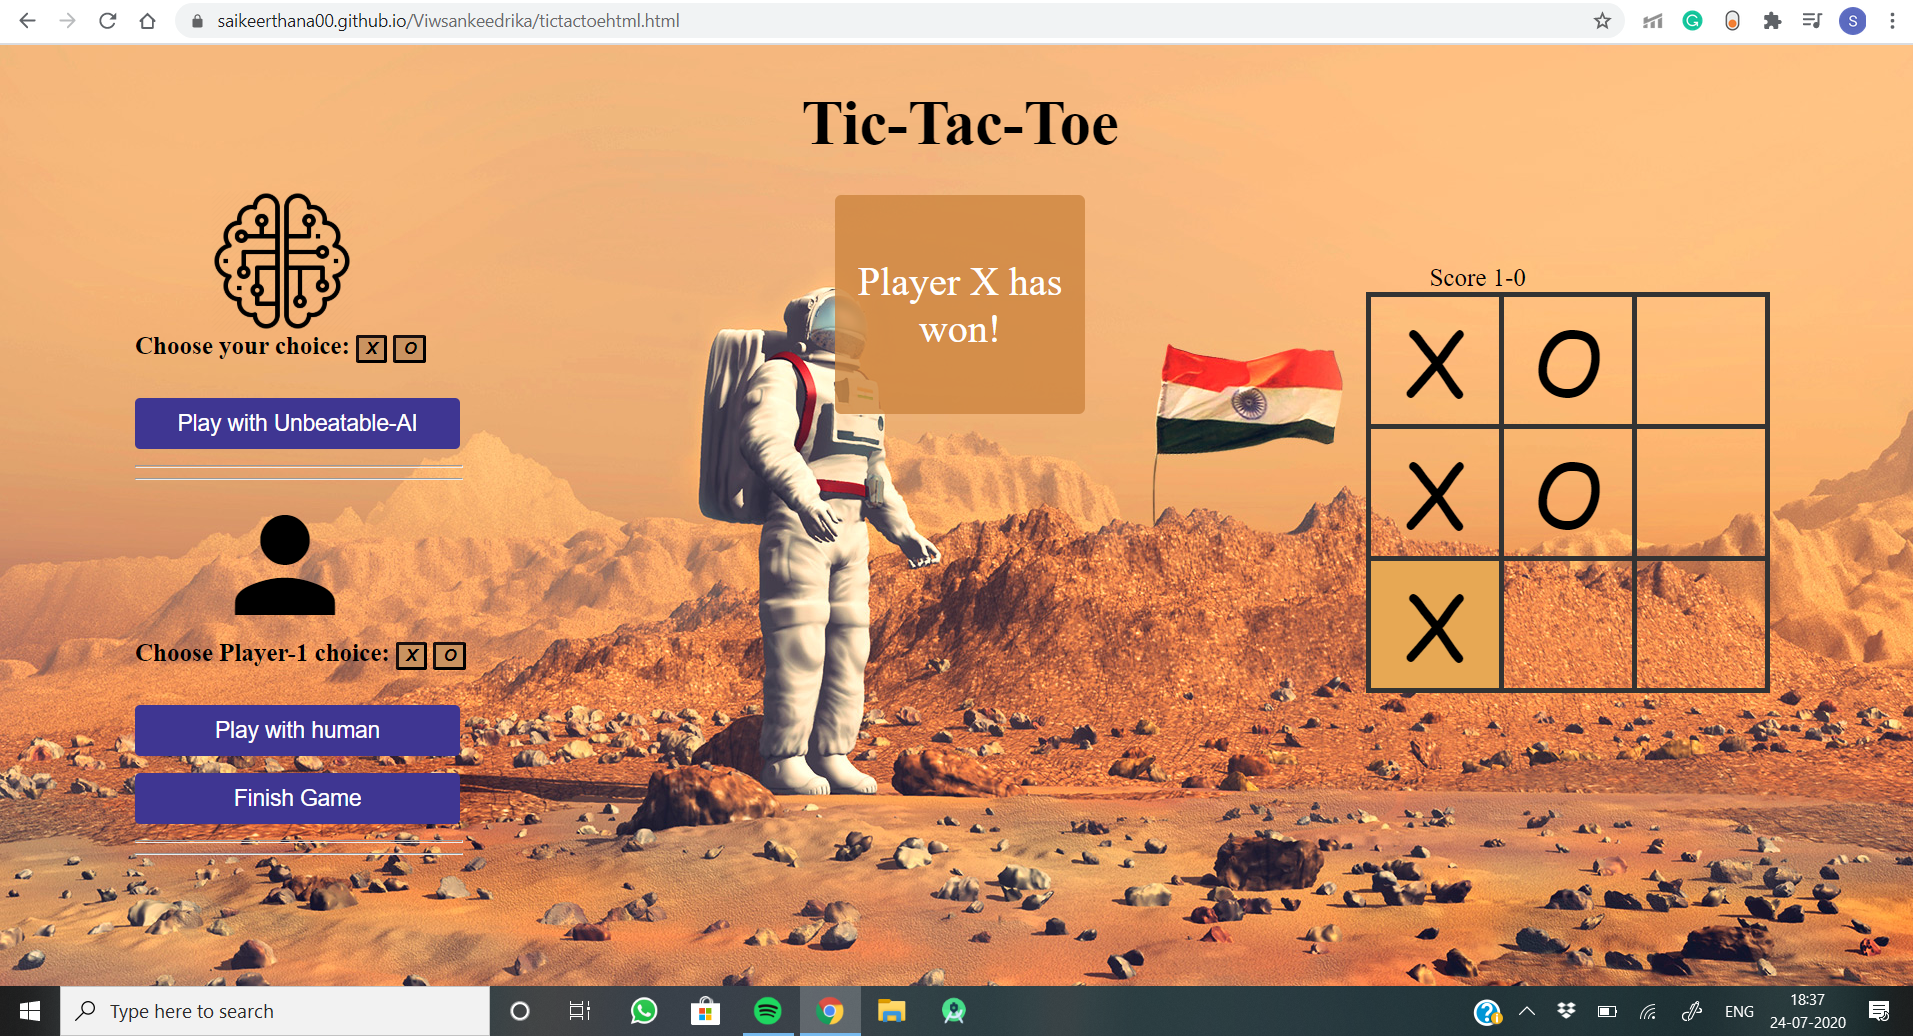 saikeerthana00.github.io/Viwsankeedrika/tictactoehtml.html
S
Tic-Tac-Toe
Player X has
won!
Score 1-0
Choose your choice: X O
Play with Unbeatable-AI
Choose Player-1 choice: X O
Play with human
Finish Game
X O
X O
X
Type here to search
ENG
18:37
24-07-2020